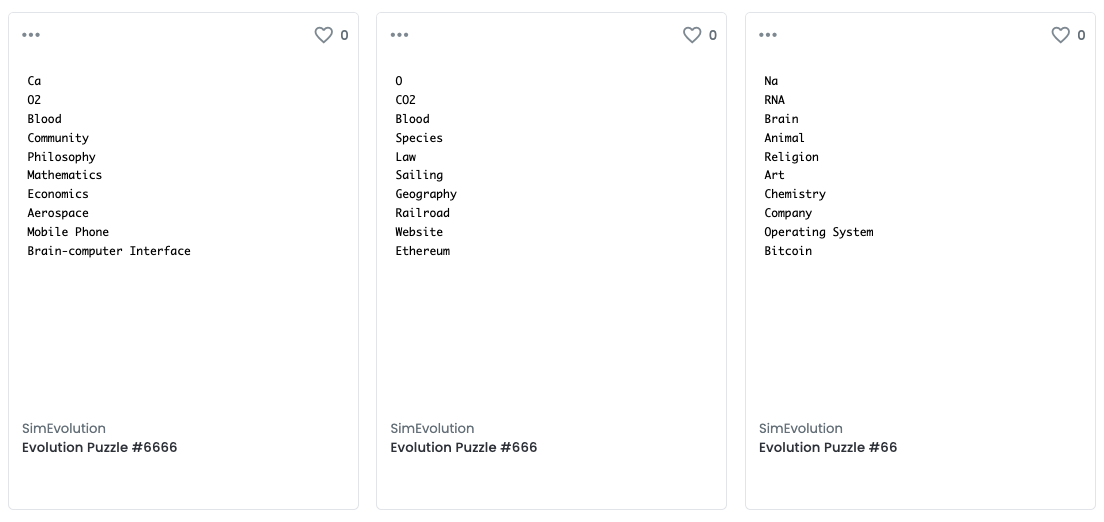 0
Ca
O2
Blood
Community
Philosophy
Mathematics
Economics
Aerospace
Mobile Phone
Brain-computer Interface
SimEvolution
Evolution Puzzle #6666
0
O
CO2
Blood
Species
Law
Sailing
Geography
Railroad
Website
Ethereum
SimEvolution
Evolution Puzzle #666
0
Na
RNA
Brain
Animal
Religion
Art
Chemistry
Company
Operating System
Bitcoin
SimEvolution
Evolution Puzzle #66